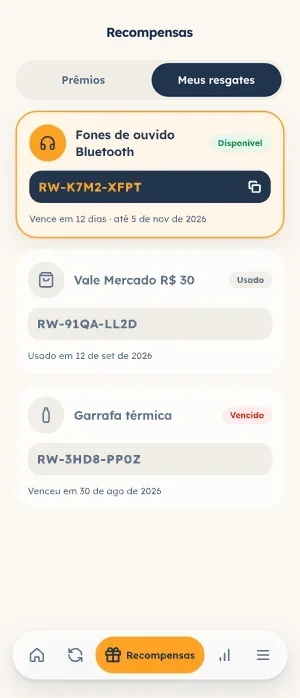 Recompensas
Prêmios
Meus resgates
Fones de ouvido
Bluetooth
Disponível
RW-K7M2-XFPT
Vence em 12 dias · até 5 de nov de 2026
Vale Mercado R$ 30
Usado
RW-91QA-LL2D
Usado em 12 de set de 2026
Garrafa térmica
Vencido
RW-3HD8-PP0Z
Venceu em 30 de ago de 2026
Recompensas